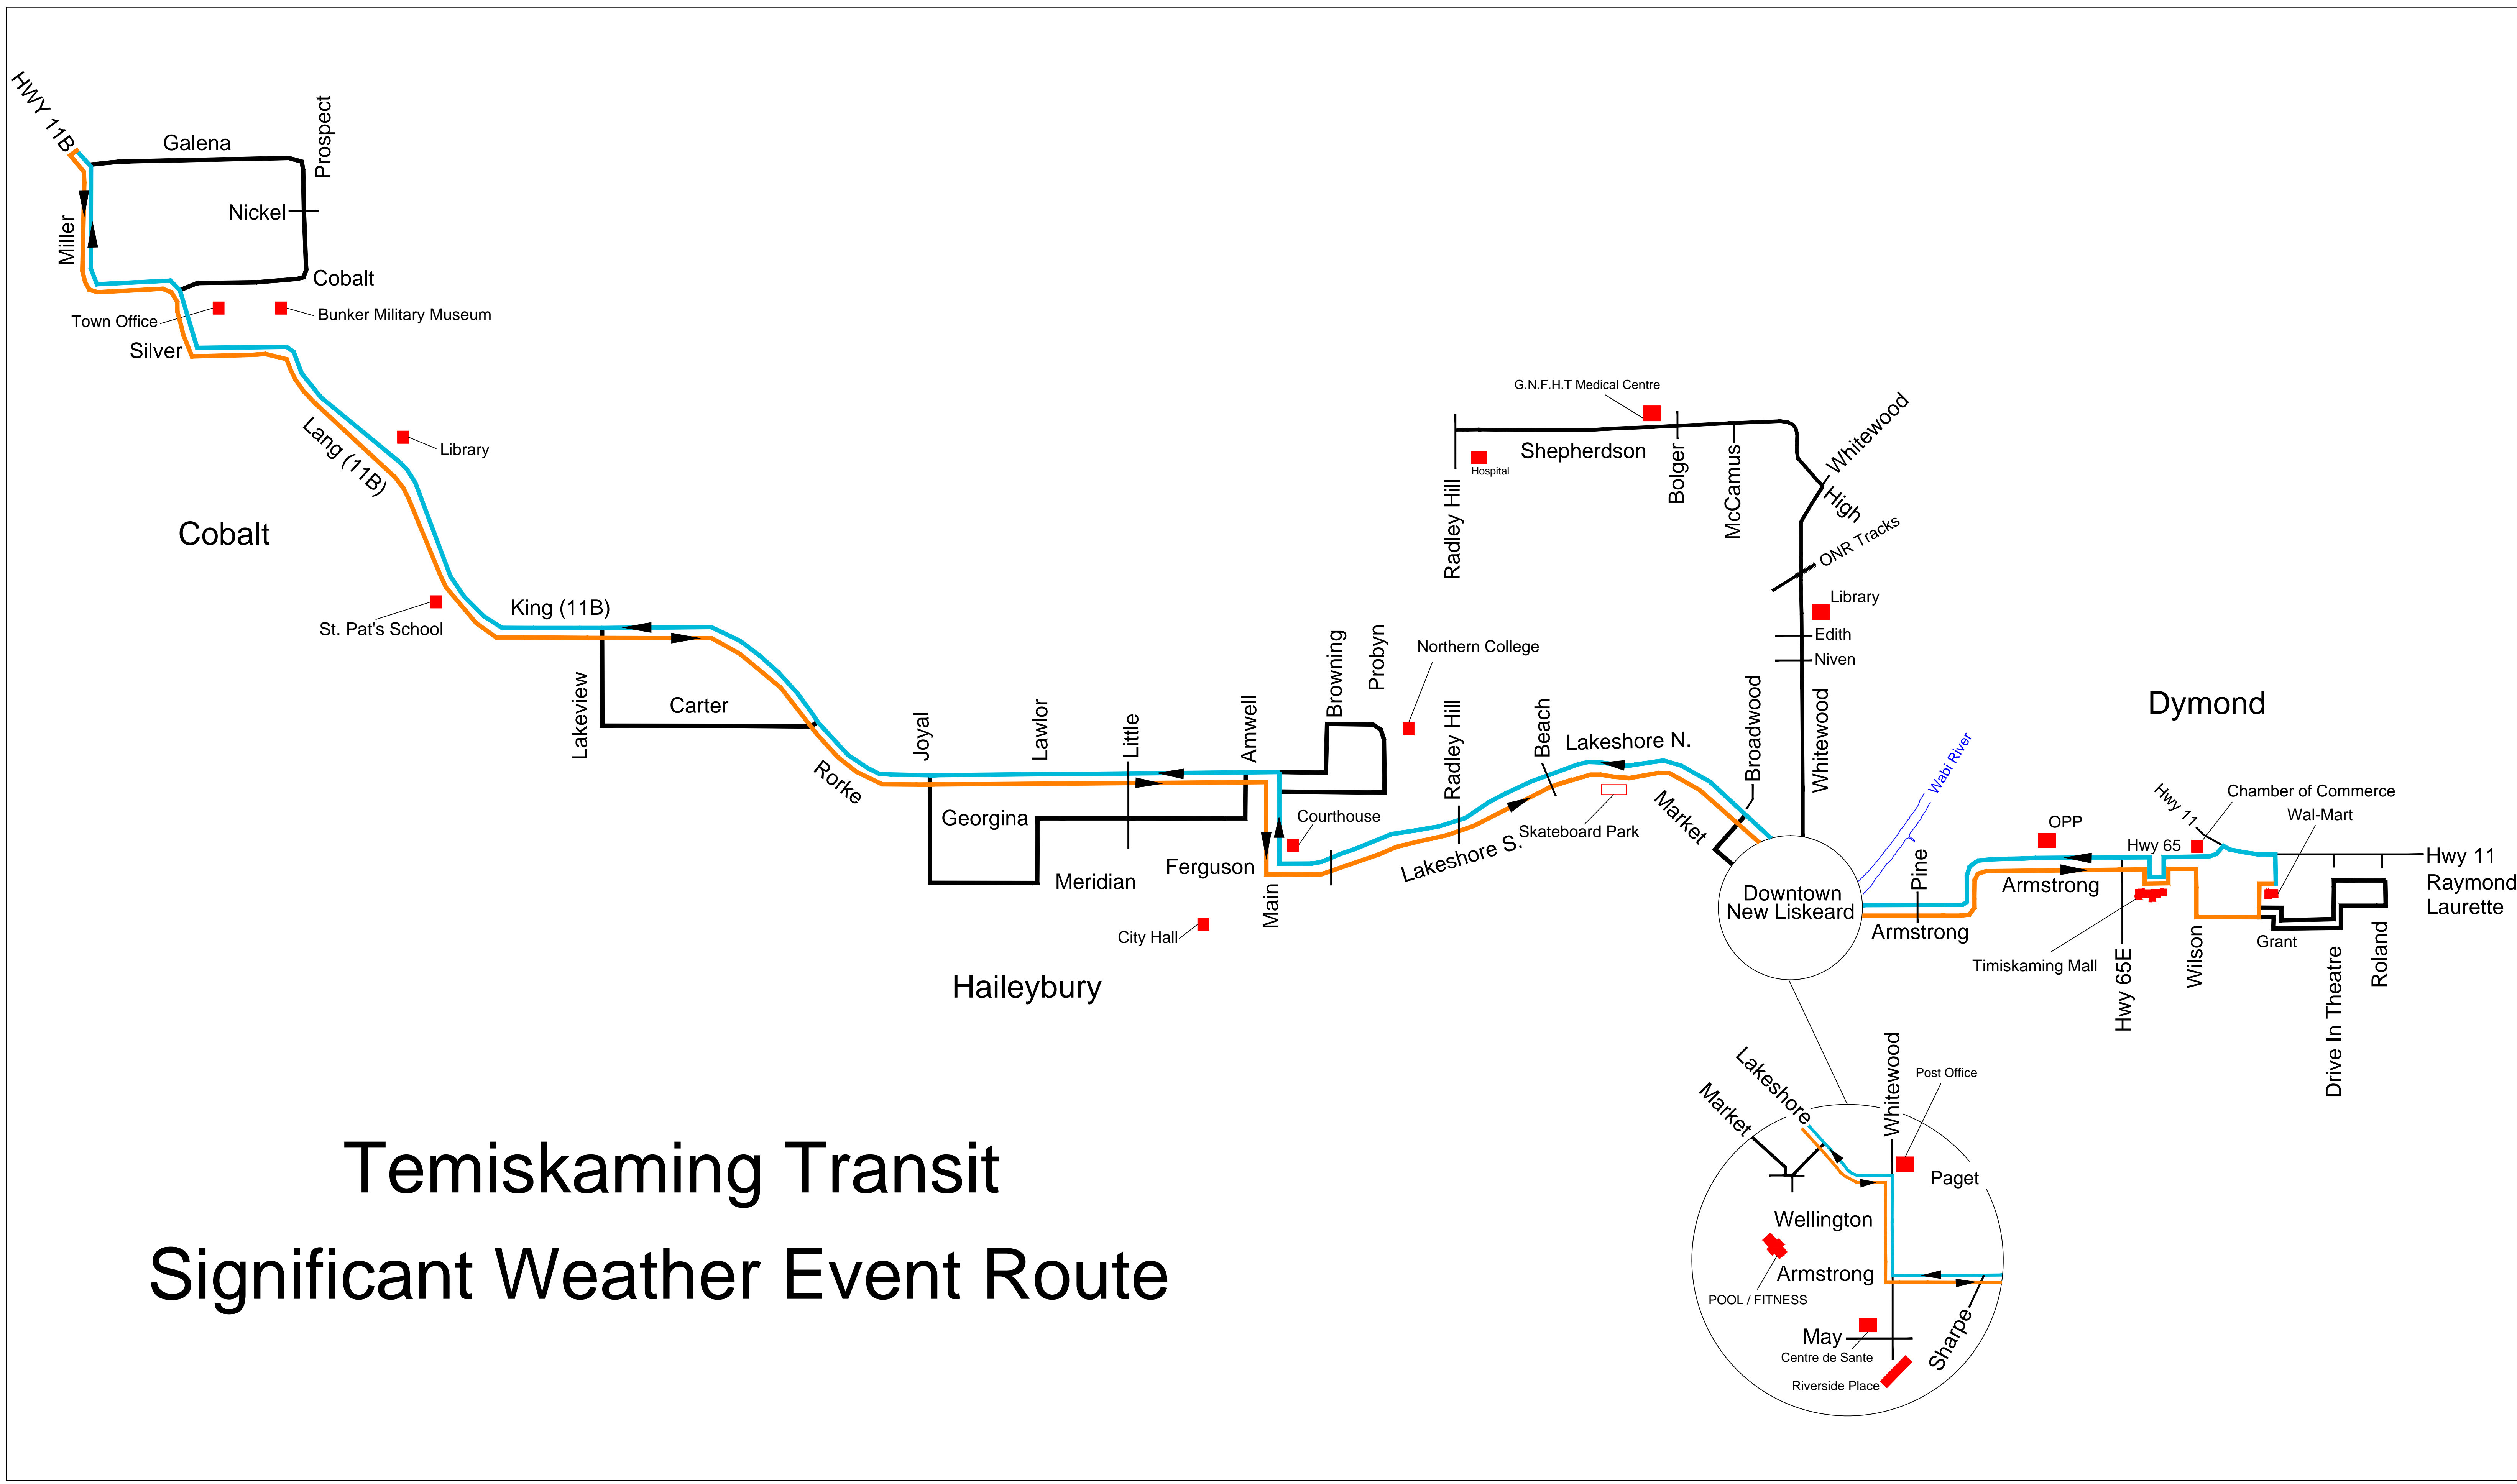 HWY 11B
Galena
Prospect
Nickel
Miller
Cobalt
Town Office
Bunker Military Museum
Silver
Lang (11B)
Library
Cobalt
St. Pat's School
King (11B)
Lakeview
Carter
Rorke
Joyal
Lawlor
Little
Amwell
Browning
Probyn
Northern College
Georgina
Meridian
Ferguson
Main
Courthouse
City Hall
Haileybury
Radley Hill
Lakeshore S.
Beach
Lakeshore N.
Skateboard Park
Market
Broadwood
G.N.F.H.T Medical Centre
Shepherdson
Hospital
Radley Hill
Bolger
McCamus
Whitewood
High
ONR Tracks
Library
Edith
Niven
Whitewood
Downtown
New Liskeard
Wabi River
Pine
Armstrong
Dymond
OPP
Armstrong
Hwy 65
Hwy 11
Chamber of Commerce
Wal-Mart
Hwy 11
Raymond
Laurette
Timiskaming Mall
Hwy 65E
Wilson
Grant
Drive In Theatre
Roland
Lakeshore
Market
Whitewood
Post Office
Paget
Wellington
Armstrong
POOL / FITNESS
May
Centre de Sante
Riverside Place
Sharpe
Temiskaming Transit
Significant Weather Event Route